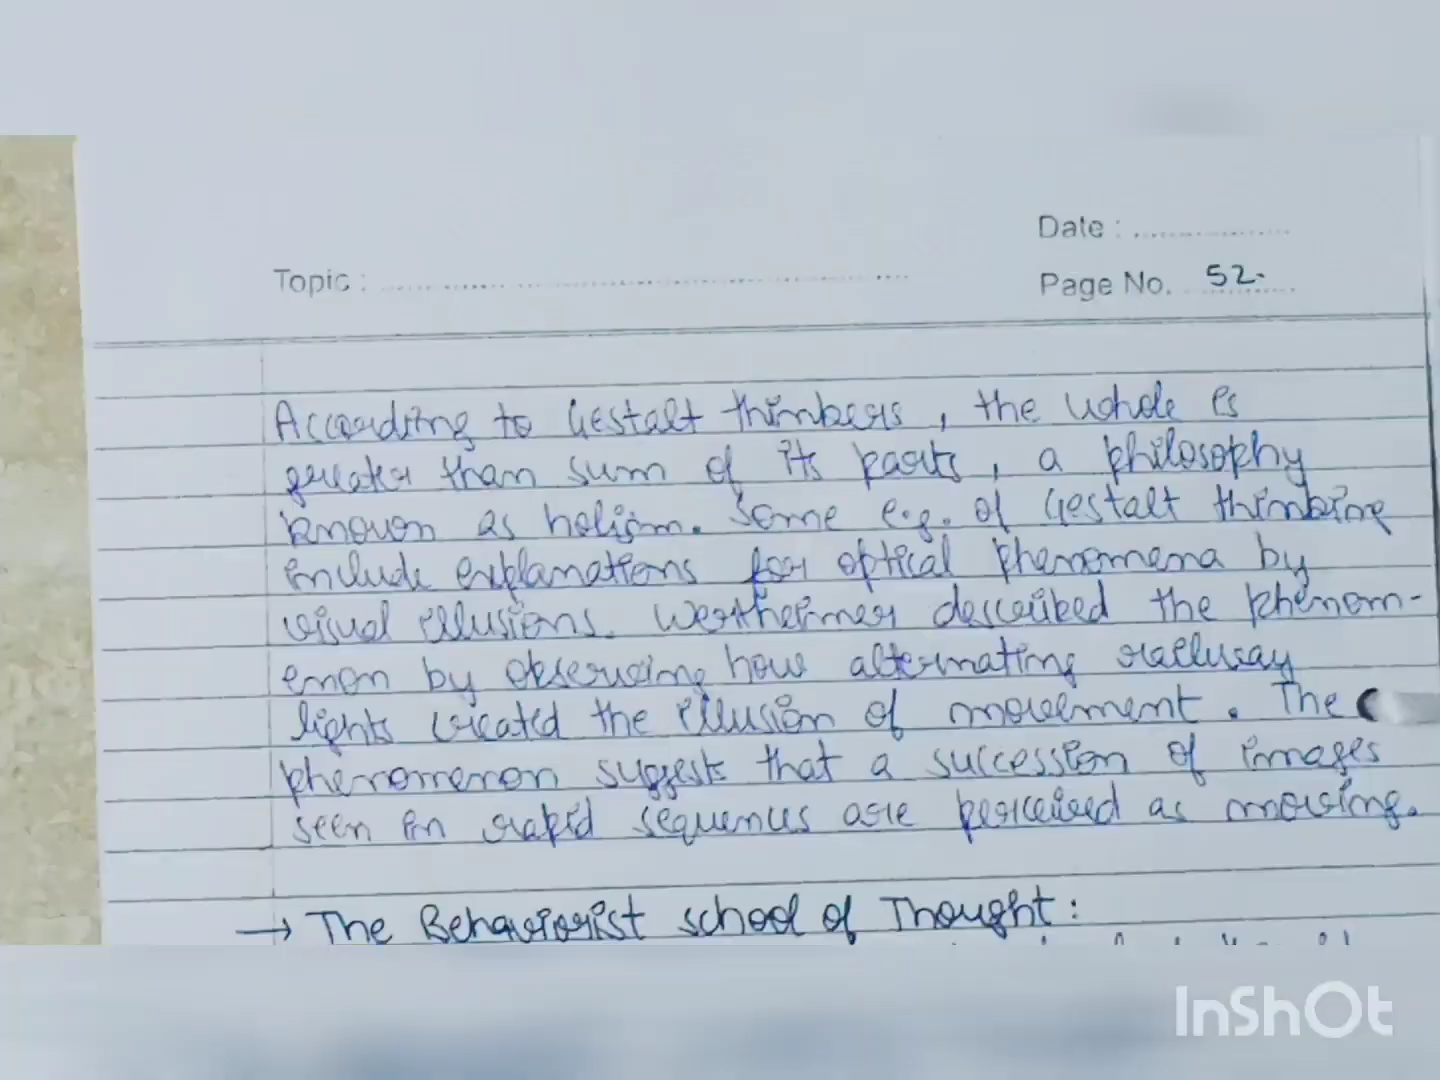 Date :
Topic :
Page No. 52.
According to Gestalt thinkers, the whole is
greater than sum of its parts, a philosophy
known as holism. Some e.g. of Gestalt thinking
include explanations for optical phenomena by
visual illusions. Wertheimer described the phenom-
enon by observing how alternating railway
lights created the illusion of movement. The
phenomenon suggests that a succession of images
seen in rapid sequences are perceived as moving.
→ The Behaviorist school of Thought :
InShOt